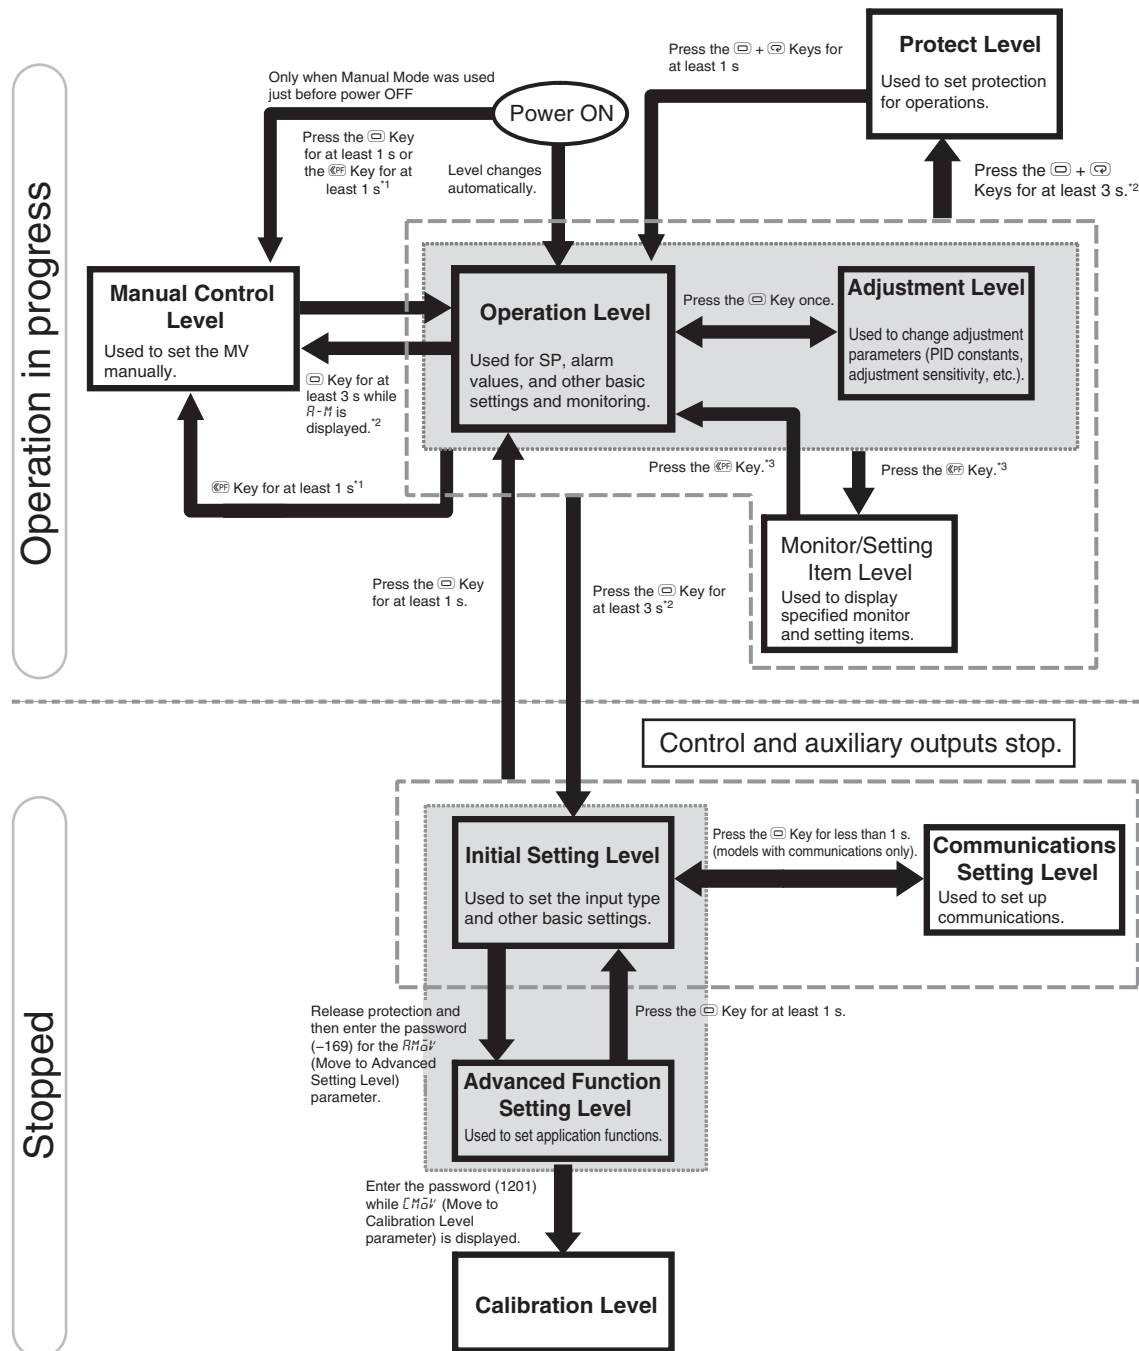 Operation in progress
Only when Manual Mode was used
just before power OFF
Power ON
Press the Key
for at least 1 s or
the PF Key for at
least 1 s*1
Level changes
automatically.
Press the + Keys for
at least 1 s
Protect Level
Used to set protection
for operations.
Press the +
Keys for at least 3 s.*2
Manual Control
Level
Used to set the MV
manually.
Key for at
least 3 s while
A-M is
displayed.*2
Operation Level
Used for SP, alarm
values, and other basic
settings and monitoring.
Press the Key once.
Adjustment Level
Used to change adjustment
parameters (PID constants,
adjustment sensitivity, etc.).
PF Key for at least 1 s*1
Press the PF Key.*3
Press the PF Key.*3
Monitor/Setting
Item Level
Used to display
specified monitor
and setting items.
Press the Key
for at least 1 s.
Press the Key for
at least 3 s*2
Control and auxiliary outputs stop.
Stopped
Initial Setting Level
Used to set the input type
and other basic settings.
Press the Key for less than 1 s.
(models with communications only).
Communications
Setting Level
Used to set up
communications.
Release protection and
then enter the password
(−169) for the AMoV
(Move to Advanced
Setting Level)
parameter.
Press the Key for at least 1 s.
Advanced Function
Setting Level
Used to set application functions.
Enter the password (1201)
while CMoV (Move to
Calibration Level
parameter) is displayed.
Calibration Level